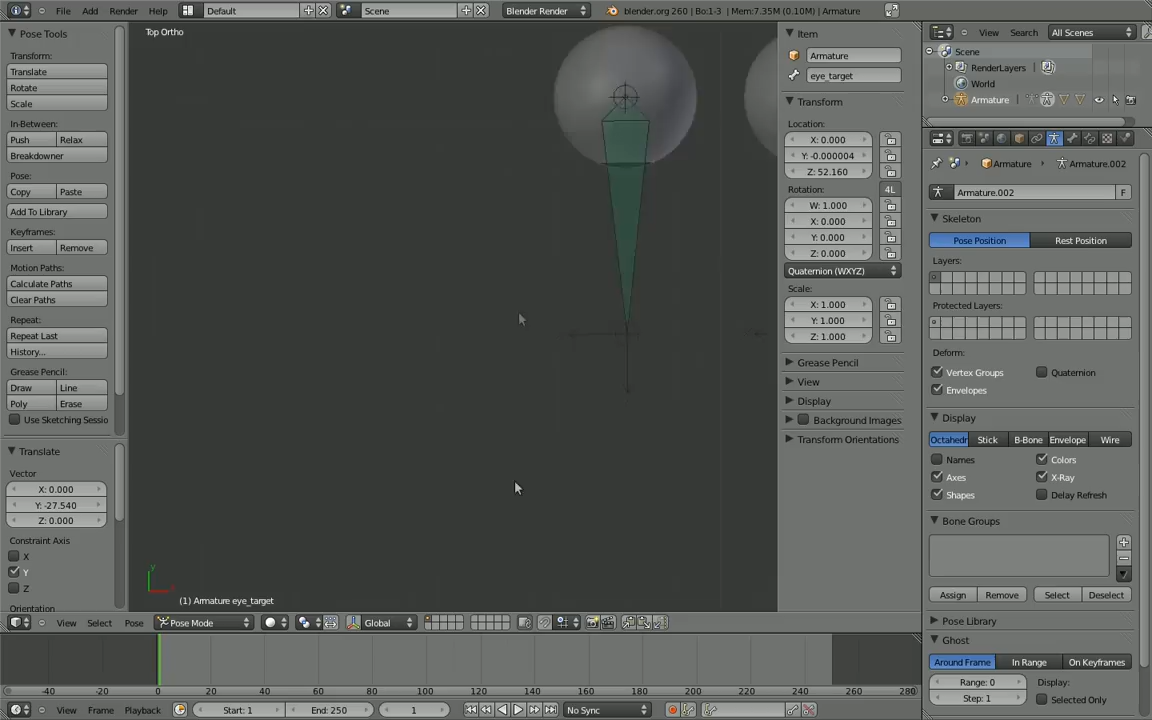 File Add Render Help Default Scene Blender Render blender.org 260 | Bo:1-3 | Mem:7.35M (0.10M) | Armature
Pose Tools
Transform:
Translate
Rotate
Scale
In-Between:
Push Relax
Breakdowner
Pose:
Copy Paste
Add To Library
Keyframes:
Insert Remove
Motion Paths:
Calculate Paths
Clear Paths
Repeat:
Repeat Last
History...
Grease Pencil:
Draw Line
Poly Erase
Use Sketching Sessio
Translate
Vector
X: 0.000
Y: -27.540
Z: 0.000
Constraint Axis
X
Y
Z
Orientation
Top Ortho
y
(1) Armature eye_target
View Select Pose Pose Mode Global
Item
Armature
eye_target
Transform
Location:
X: 0.000
Y: -0.000004
Z: 52.160
Rotation:
4L
W: 1.000
X: 0.000
Y: 0.000
Z: 0.000
Quaternion (WXYZ)
Scale:
X: 1.000
Y: 1.000
Z: 1.000
Grease Pencil
View
Display
Background Images
Transform Orientations
View Search All Scenes
Scene
RenderLayers
World
Armature
Armature Armature.002
Armature.002 F
Skeleton
Pose Position Rest Position
Layers:
Protected Layers:
Deform:
Vertex Groups Quaternion
Envelopes
Display
Octahedr Stick B-Bone Envelope Wire
Names Colors
Axes X-Ray
Shapes Delay Refresh
Bone Groups
Assign Remove Select Deselect
Pose Library
Ghost
Around Frame In Range On Keyframes
Range: 0 Display:
Step: 1 Selected Only
-40 -20 0 20 40 60 80 100 120 140 160 180 200 220 240 260 280
View Frame Playback Start: 1 End: 250 1 No Sync